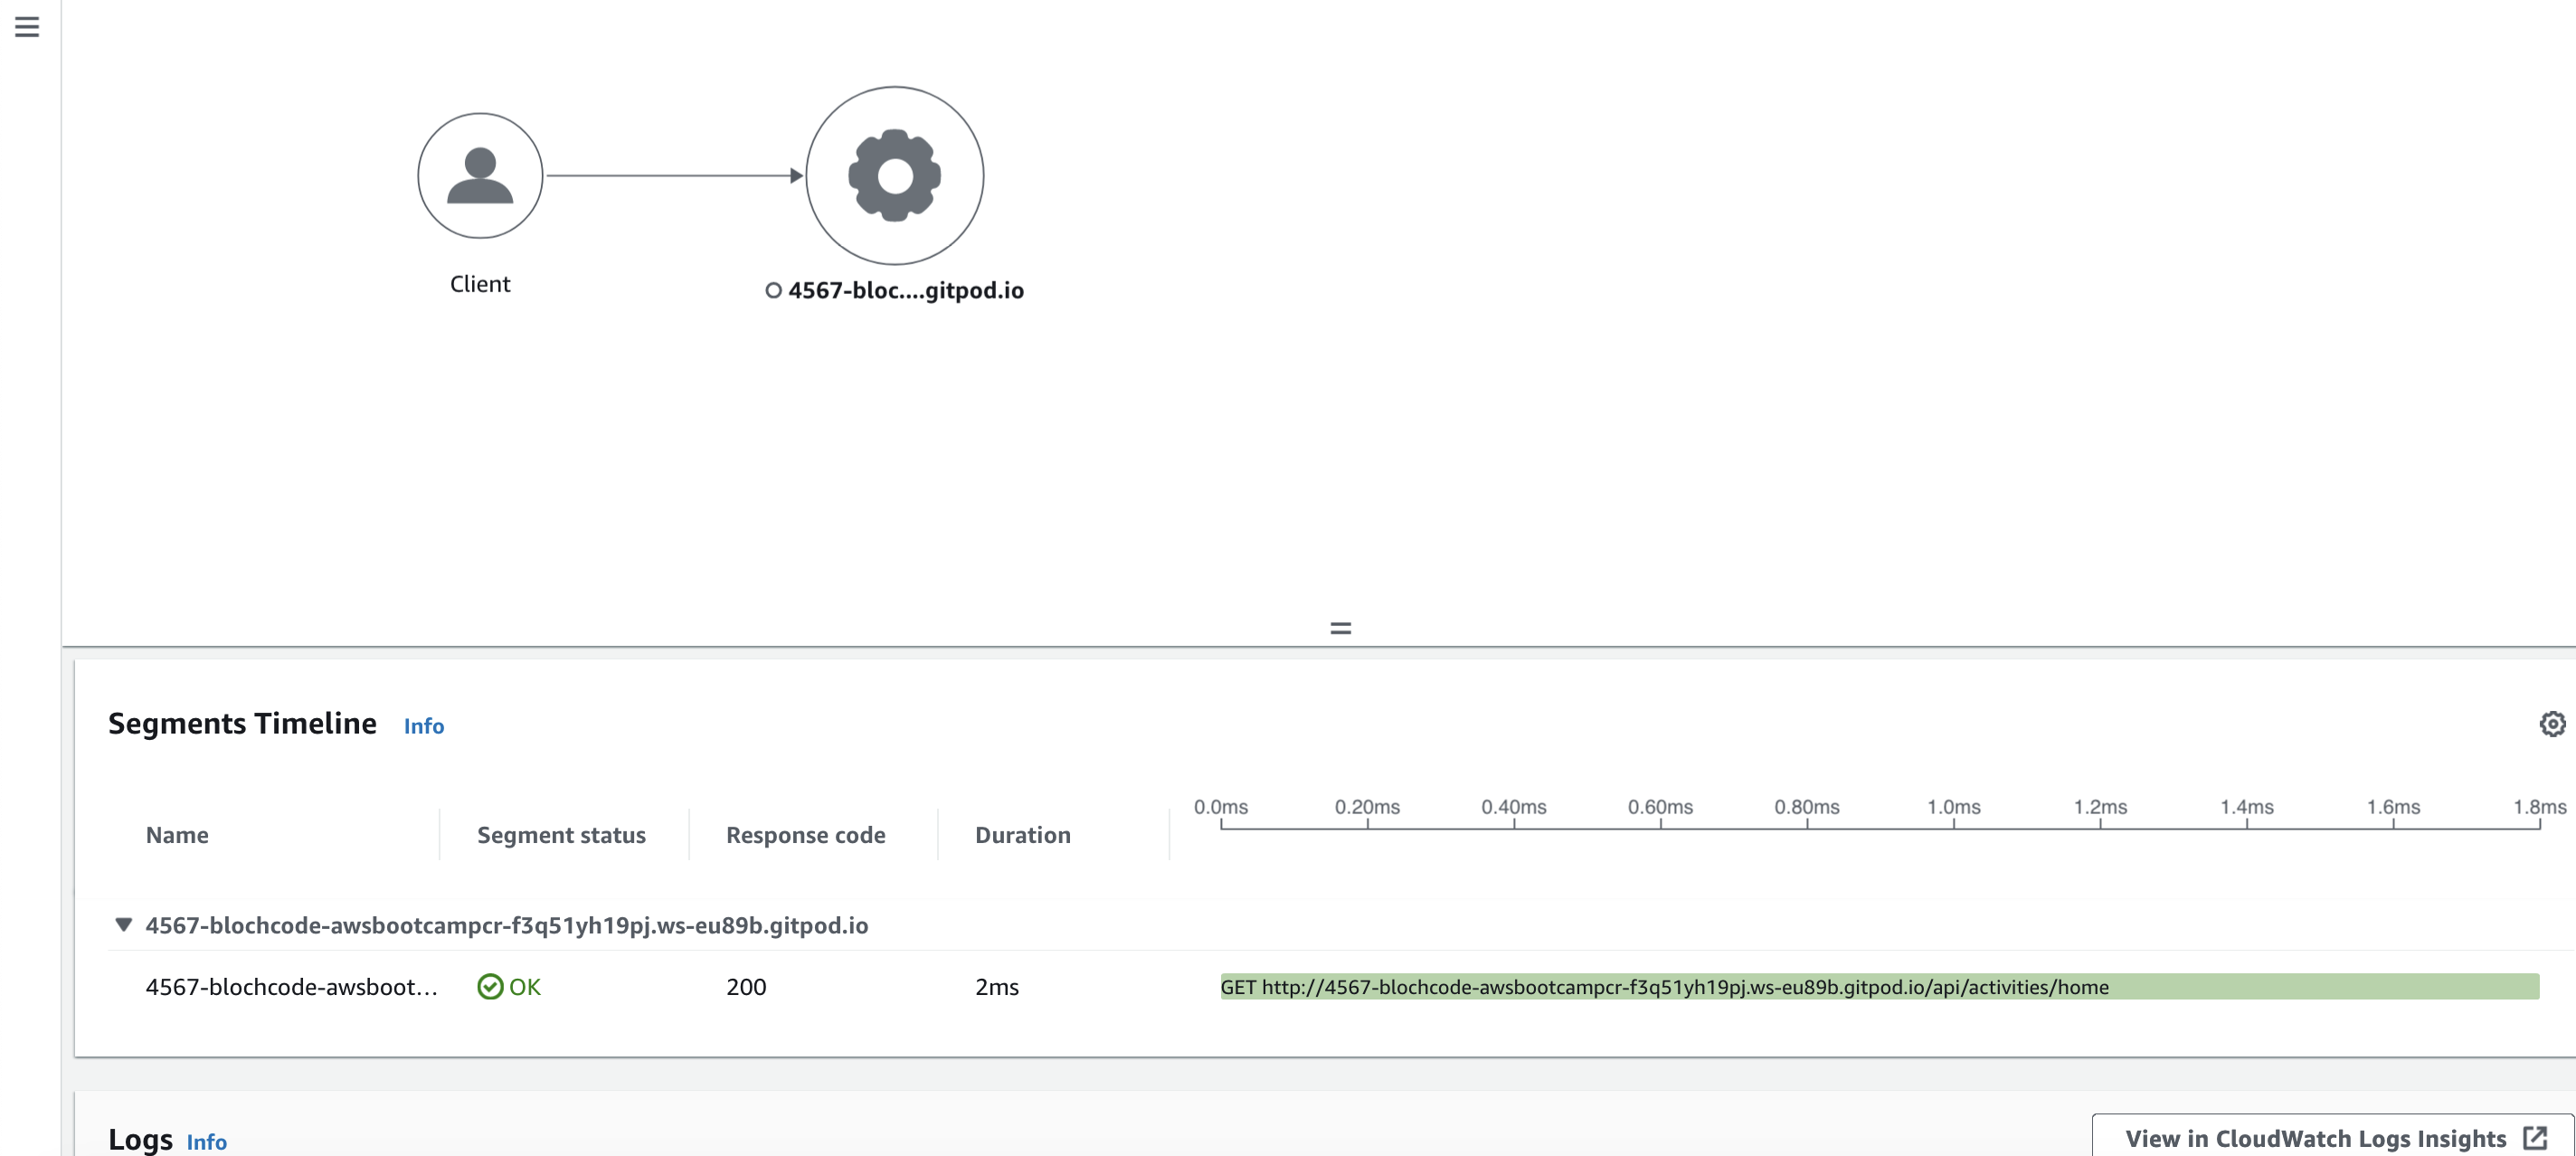 Client
4567-bloc....gitpod.io
Segments Timeline Info
0.0ms 0.20ms 0.40ms 0.60ms 0.80ms 1.0ms 1.2ms 1.4ms 1.6ms 1.8ms
Name Segment status Response code Duration
4567-blochcode-awsbootcampcr-f3q51yh19pj.ws-eu89b.gitpod.io
4567-blochcode-awsboot... OK 200 2ms GET http://4567-blochcode-awsbootcampcr-f3q51yh19pj.ws-eu89b.gitpod.io/api/activities/home
Logs Info View in CloudWatch Logs Insights